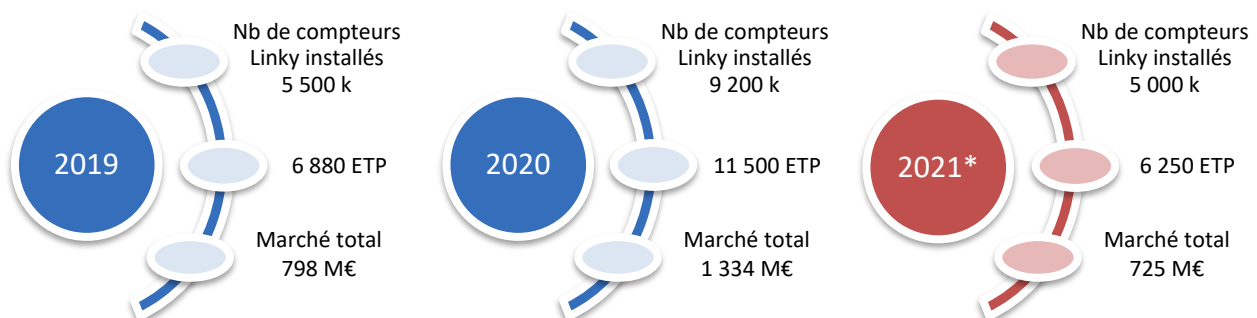 2019
Nb de compteurs
Linky installés
5 500 k
6 880 ETP
Marché total
798 M€
2020
Nb de compteurs
Linky installés
9 200 k
11 500 ETP
Marché total
1 334 M€
2021*
Nb de compteurs
Linky installés
5 000 k
6 250 ETP
Marché total
725 M€